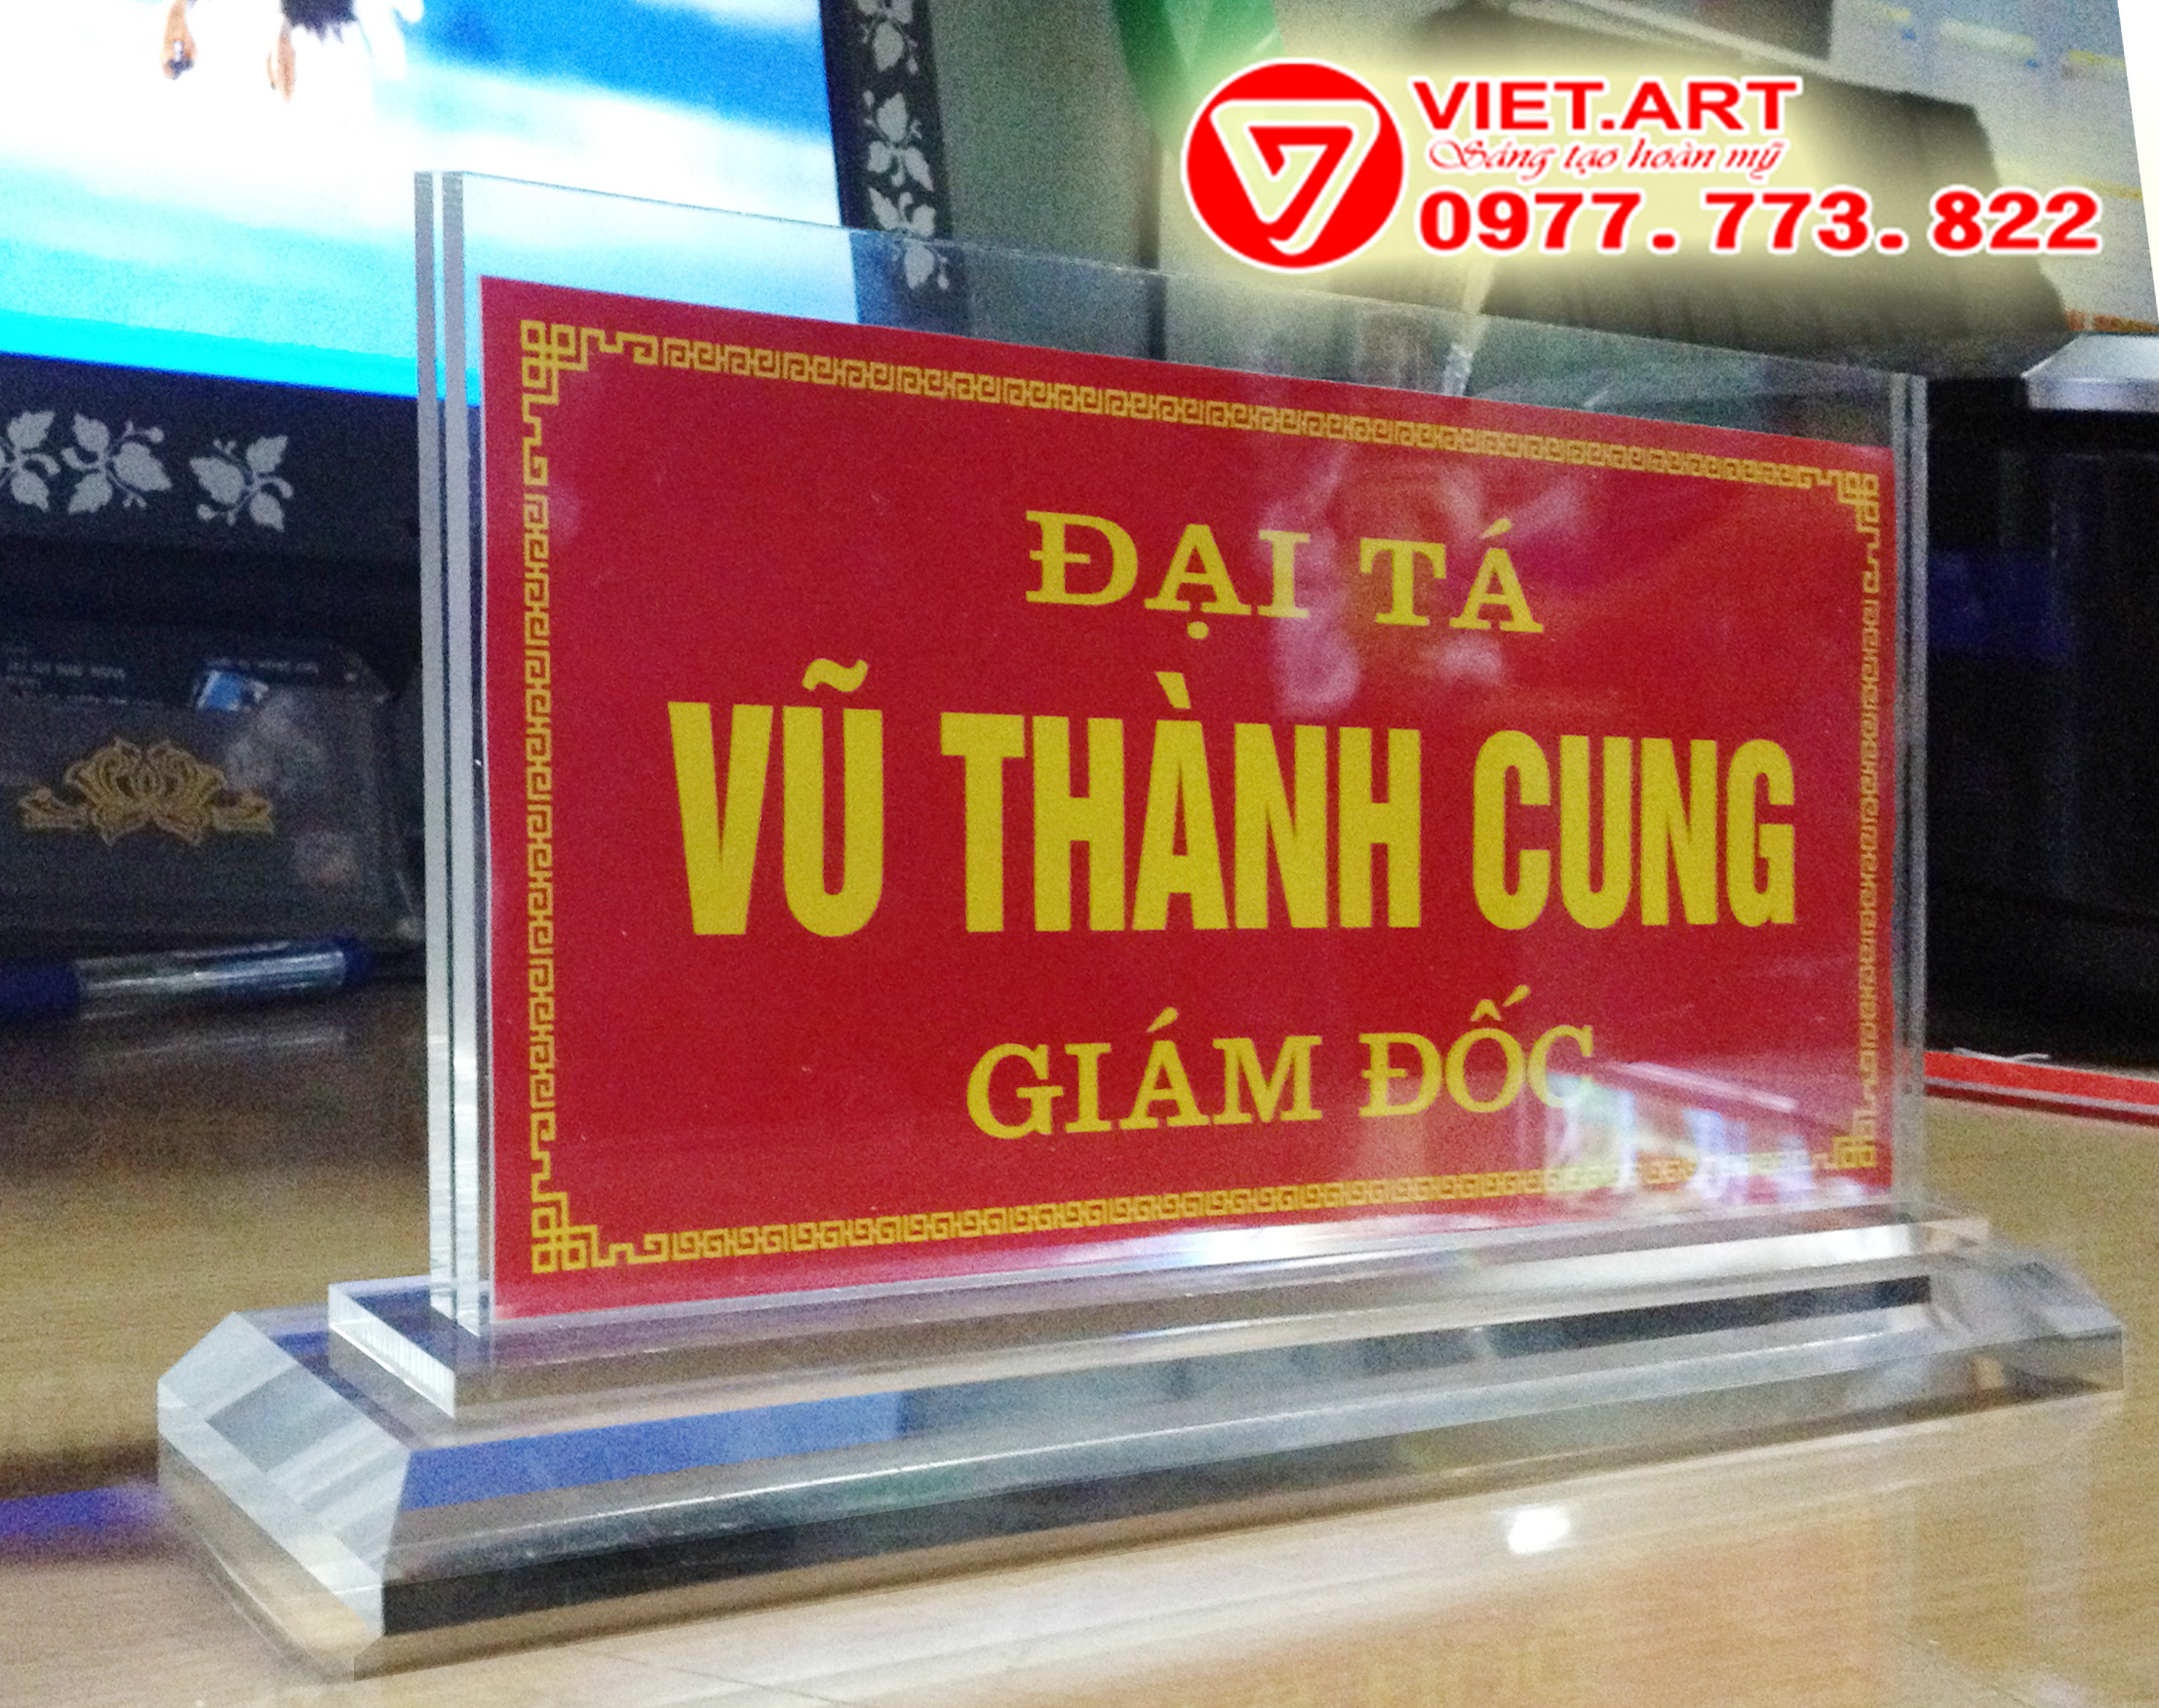 VIET.ART
Sáng tạo hoàn mỹ
0977.773.822
ĐẠI TÁ
VŨ THÀNH CUNG
GIÁM ĐỐC